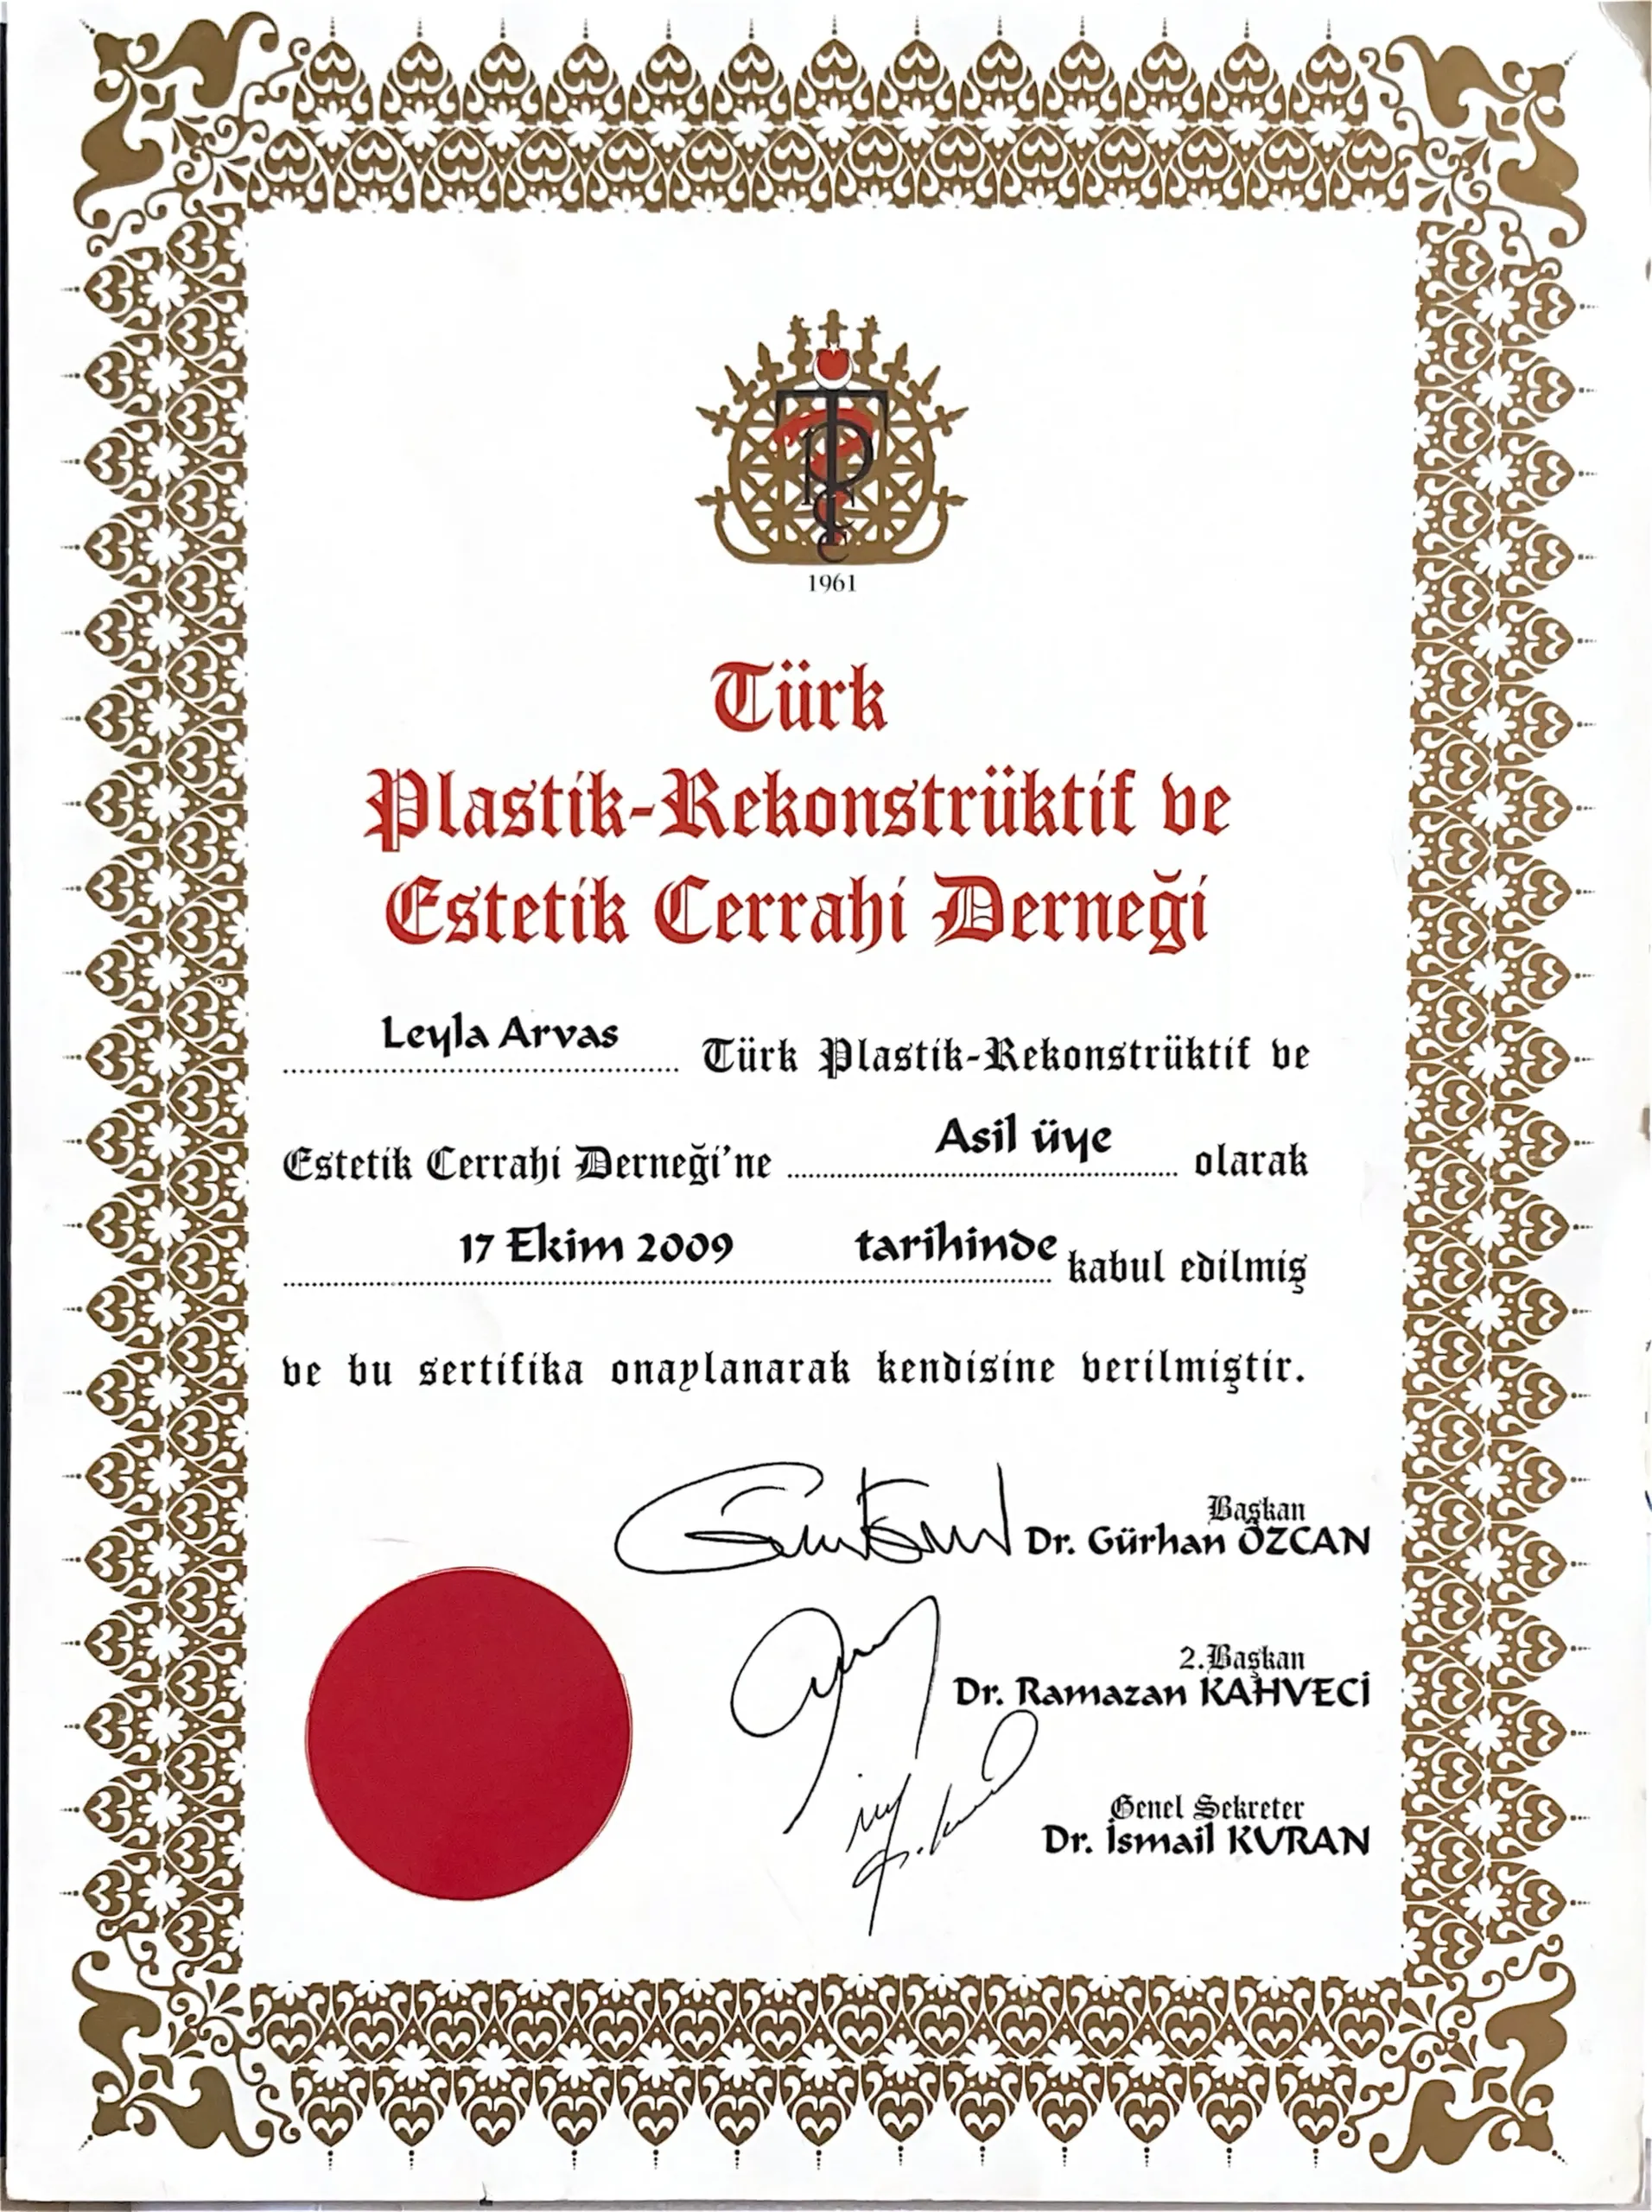 1961
Türk
Plastik-Rekonstrüktif ve
Estetik Cerrahi Derneği
Leyla Arvas Türk Plastik-Rekonstrüktif ve
Estetik Cerrahi Derneği'ne Asil üye olarak
17 Ekim 2009 tarihinde kabul edilmiş
ve bu sertifika onaylanarak kendisine verilmiştir.
Başkan
Dr. Gürhan ÖZCAN
2.Başkan
Dr. Ramazan KAHVECİ
Genel Sekreter
Dr. İsmail KURAN